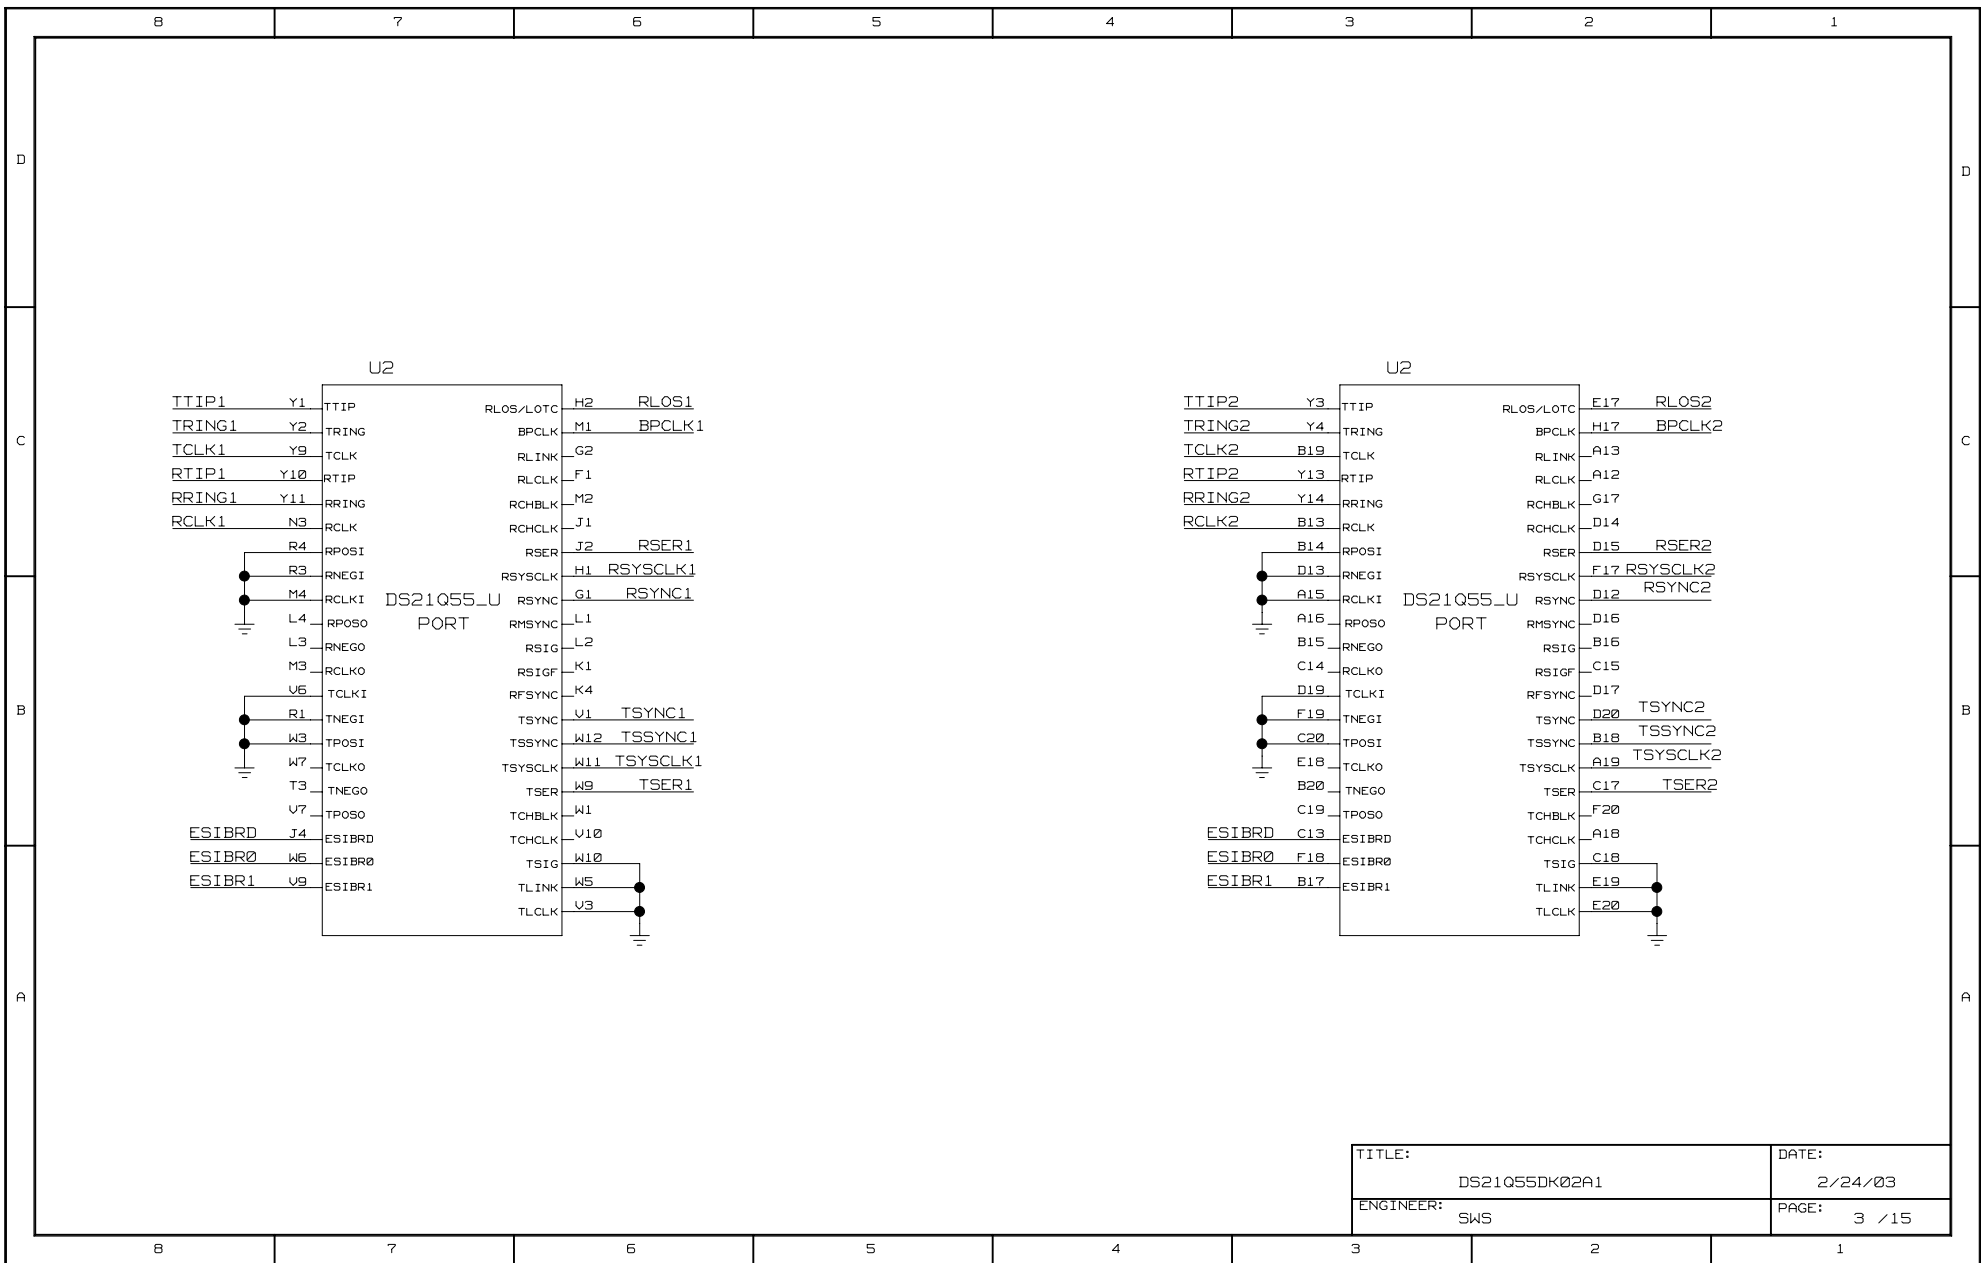 8 7 6 5 4 3 2 1
D D
C C
B B
A A
U2
TTIP1 Y1 TTIP
TRING1 Y2 TRING
TCLK1 Y9 TCLK
RTIP1 Y10 RTIP
RRING1 Y11 RRING
RCLK1 N3 RCLK
R4 RPOSI
R3 RNEGI
M4 RCLKI
L4 RPOSO
L3 RNEGO
M3 RCLKO
V6 TCLKI
R1 TNEGI
W3 TPOSI
W7 TCLKO
T3 TNEGO
V7 TPOSO
ESIBRD J4 ESIBRD
ESIBR0 W6 ESIBR0
ESIBR1 V9 ESIBR1
DS21Q55_U
PORT
RLOS/LOTC H2 RLOS1
BPCLK M1 BPCLK1
RLINK G2
RLCLK F1
RCHBLK M2
RCHCLK J1
RSER J2 RSER1
RSYSCLK H1 RSYSCLK1
RSYNC G1 RSYNC1
RMSYNC L1
RSIG L2
RSIGF K1
RFSYNC K4
TSYNC V1 TSYNC1
TSSYNC W12 TSSYNC1
TSYSCLK W11 TSYSCLK1
TSER W9 TSER1
TCHBLK W1
TCHCLK V10
TSIG W10
TLINK W5
TLCLK V3
U2
TTIP2 Y3 TTIP
TRING2 Y4 TRING
TCLK2 B19 TCLK
RTIP2 Y13 RTIP
RRING2 Y14 RRING
RCLK2 B13 RCLK
B14 RPOSI
D13 RNEGI
A15 RCLKI
A16 RPOSO
B15 RNEGO
C14 RCLKO
D19 TCLKI
F19 TNEGI
C20 TPOSI
E18 TCLKO
B20 TNEGO
C19 TPOSO
ESIBRD C13 ESIBRD
ESIBR0 F18 ESIBR0
ESIBR1 B17 ESIBR1
DS21Q55_U
PORT
RLOS/LOTC E17 RLOS2
BPCLK H17 BPCLK2
RLINK A13
RLCLK A12
RCHBLK G17
RCHCLK D14
RSER D15 RSER2
RSYSCLK F17 RSYSCLK2
RSYNC D12 RSYNC2
RMSYNC D16
RSIG B16
RSIGF C15
RFSYNC D17
TSYNC D20 TSYNC2
TSSYNC B18 TSSYNC2
TSYSCLK A19 TSYSCLK2
TSER C17 TSER2
TCHBLK F20
TCHCLK A18
TSIG C18
TLINK E19
TLCLK E20
TITLE:
DS21Q55DK02A1
DATE:
2/24/03
ENGINEER:
SWS
PAGE:
3 /15
8 7 6 5 4 3 2 1